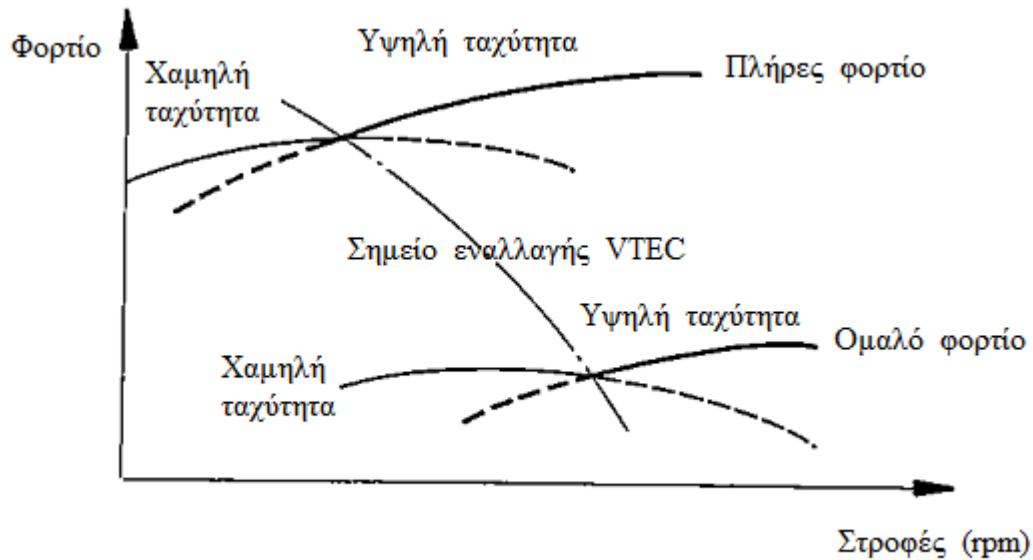 Φορτίο
Υψηλή ταχύτητα
Χαμηλή
ταχύτητα
Πλήρες φορτίο
Σημείο εναλλαγής VTEC
Υψηλή ταχύτητα
Ομαλό φορτίο
Χαμηλή
ταχύτητα
Στροφές (rpm)